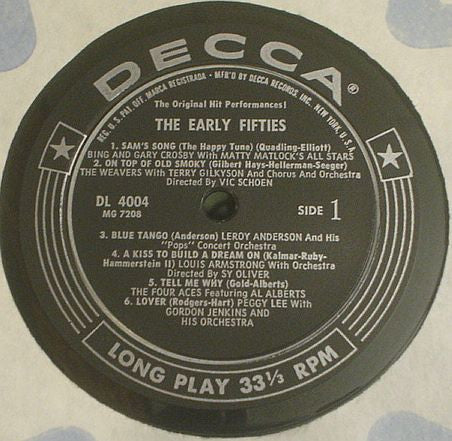 DECCA®
REG. U.S. PAT. OFF. MARCA REGISTRADA • MF'D BY DECCA RECORDS, INC., NEW YORK, U.S.A.
The Original Hit Performances!
THE EARLY FIFTIES
1. SAM'S SONG (The Happy Tune) (Quadling-Elliott)
BING AND GARY CROSBY With MATTY MATLOCK'S ALL STARS
2. ON TOP OF OLD SMOKY (Gilbert Hays-Hellerman-Seeger)
THE WEAVERS With TERRY GILKYSON And Chorus And Orchestra
Directed By VIC SCHOEN
DL 4004
MG 7208
SIDE 1
3. BLUE TANGO (Anderson) LEROY ANDERSON And His
"Pops" Concert Orchestra
4. A KISS TO BUILD A DREAM ON (Kalmar-Ruby-
Hammerstein II) LOUIS ARMSTRONG With Orchestra
Directed By SY OLIVER
5. TELL ME WHY (Gold-Alberts)
THE FOUR ACES Featuring AL ALBERTS
6. LOVER (Rodgers-Hart) PEGGY LEE With
GORDON JENKINS AND
HIS ORCHESTRA
LONG PLAY 33⅓ RPM